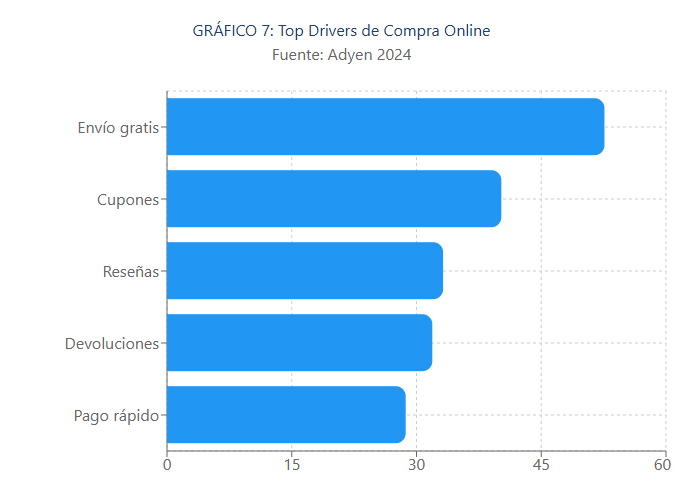 GRÁFICO 7: Top Drivers de Compra Online
Fuente: Adyen 2024
Envío gratis
Cupones
Reseñas
Devoluciones
Pago rápido
0 15 30 45 60